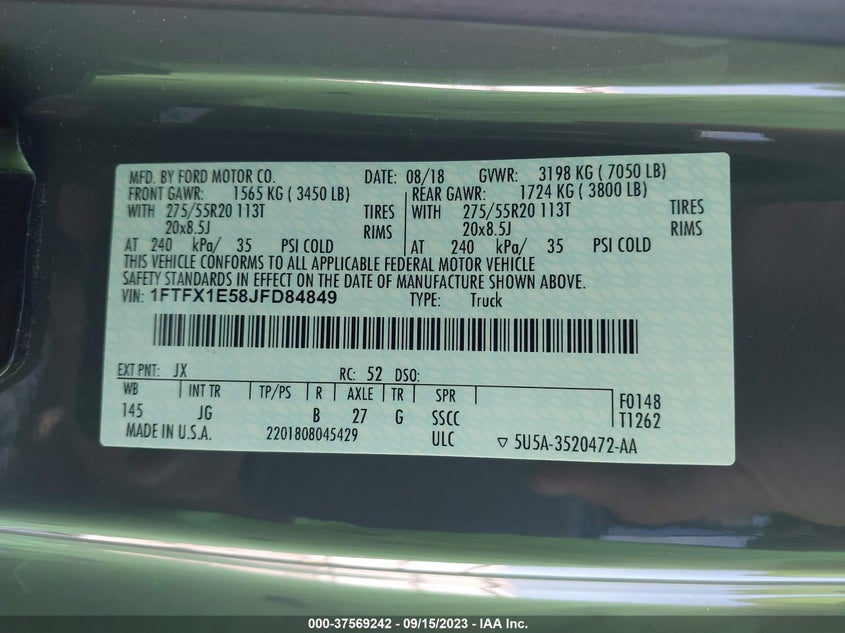 MFD. BY FORD MOTOR CO. DATE: 08/18 GVWR: 3198 KG ( 7050 LB)
FRONT GAWR: 1565 KG ( 3450 LB) REAR GAWR: 1724 KG ( 3800 LB)
WITH 275/55R20 113T TIRES WITH 275/55R20 113T TIRES
20x8.5J RIMS 20x8.5J RIMS
AT 240 kPa/ 35 PSI COLD AT 240 kPa/ 35 PSI COLD
THIS VEHICLE CONFORMS TO ALL APPLICABLE FEDERAL MOTOR VEHICLE
SAFETY STANDARDS IN EFFECT ON THE DATE OF MANUFACTURE SHOWN ABOVE.
VIN: 1FTFX1E58JFD84849 TYPE: Truck
EXT PNT: JX RC: 52 DSO:
WB INT TR TP/PS R AXLE TR SPR F0148
145 JG B 27 G SSCC T1262
MADE IN U.S.A. 2201808045429 ULC ▽ 5U5A-3520472-AA
000-37569242 - 09/15/2023 - IAA Inc.